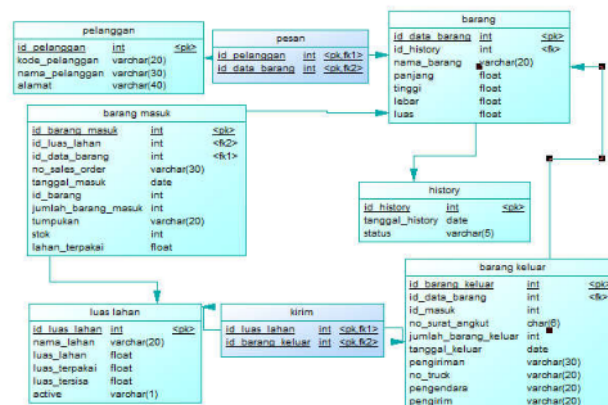 pelanggan
id_pelanggan int <pk>
kode_pelanggan varchar(20)
nama_pelanggan varchar(30)
alamat varchar(40)
pesan
id_pelanggan int <pk,fk1>
id_data_barang int <pk,fk2>
barang
id_data_barang int <pk>
id_history int <fk>
nama_barang varchar(20)
panjang float
tinggi float
lebar float
luas float
barang masuk
id_barang_masuk int <pk>
id_luas_lahan int <fk2>
id_data_barang int <fk1>
no_sales_order varchar(30)
tanggal_masuk date
id_barang int
jumlah_barang_masuk int
tumpukan varchar(20)
stok int
lahan_terpakai float
history
id_history int <pk>
tanggal_history date
status varchar(5)
luas lahan
id_luas_lahan int <pk>
nama_lahan varchar(20)
luas_lahan float
luas_terpakai float
luas_tersisa float
active varchar(1)
kirim
id_luas_lahan int <pk,fk1>
id_barang_keluar int <pk,fk2>
barang keluar
id_barang_keluar int <pk>
id_data_barang int <fk>
id_masuk int
no_surat_angkut char(6)
jumlah_barang_keluar int
tanggal_keluar date
pengiriman varchar(30)
no_truck varchar(20)
pengendara varchar(20)
pengirim varchar(20)